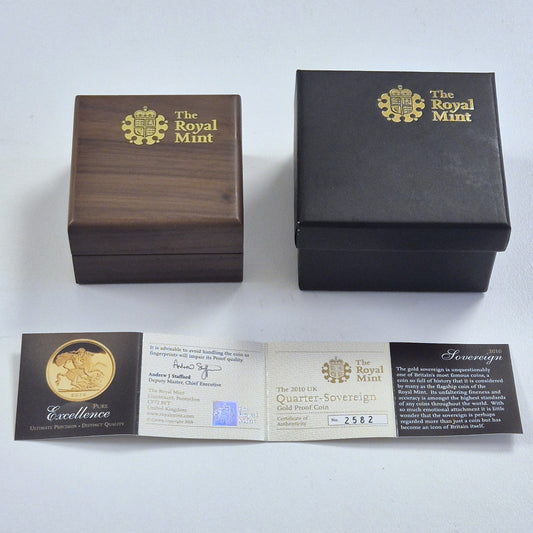 The
Royal
Mint
The
Royal
Mint
2010
PURE
Excellence
ULTIMATE PRECISION • DISTINCT QUALITY
It is advisable to avoid handling the coin as
fingerprints will impair its Proof quality.
Andrew J Stafford
Deputy Master, Chief Executive
The Royal Mint
Llantrisant, Pontyclun
CF72 8YT
United Kingdom
The
Royal
Mint
The
Royal
Mint
The 2010 UK
Quarter-Sovereign
Gold Proof Coin
Certificate of
Authenticity
No. 2582
2010
Sovereign
The gold sovereign is unquestionably
one of Britain's most famous coins, a
coin so full of history that it is considered
by many as the flagship coin of the
Royal Mint. Its unfaltering fineness and
accuracy is amongst the highest standards
of any coins throughout the world. With
so much emotional attachment it is little
wonder that the sovereign is perhaps
regarded more than just a coin but has
become an icon of Britain itself.